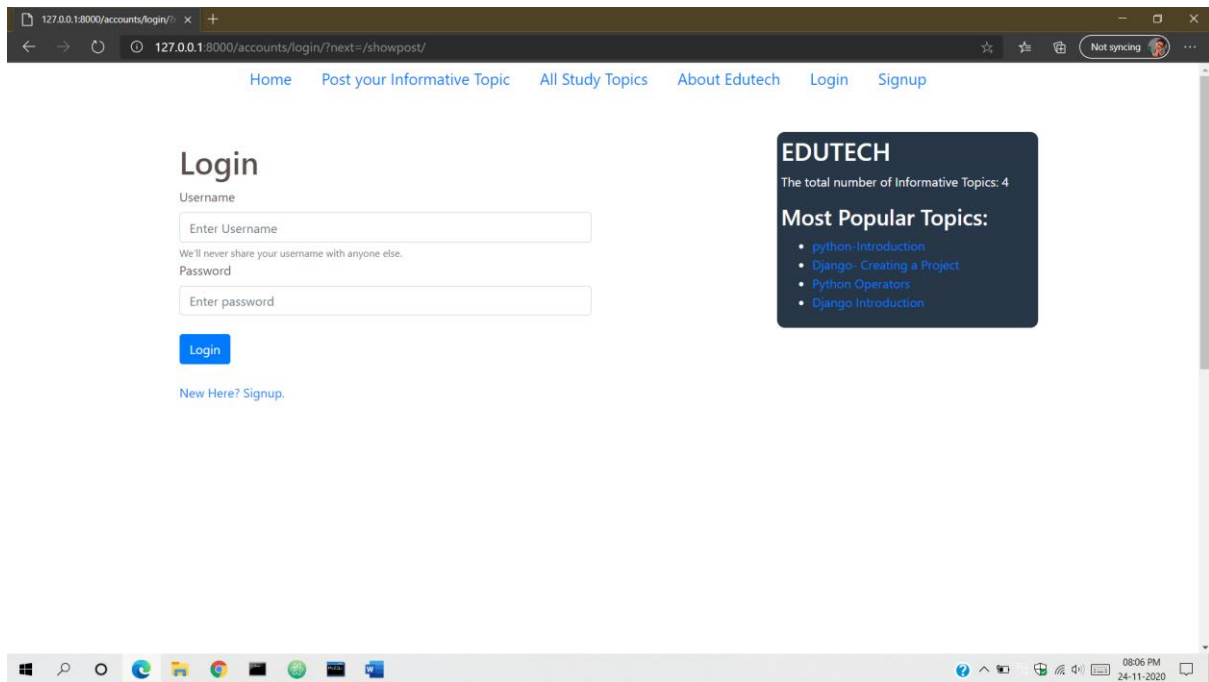 127.0.0.1:8000/accounts/login/?
127.0.0.1:8000/accounts/login/?next=/showpost/
Not syncing
Home Post your Informative Topic All Study Topics About Edutech Login Signup
Login
Username
Enter Username
We'll never share your username with anyone else.
Password
Enter password
Login
New Here? Signup.
EDUTECH
The total number of Informative Topics: 4
Most Popular Topics:
python-Introduction
Django- Creating a Project
Python Operators
Django Introduction
08:06 PM
24-11-2020